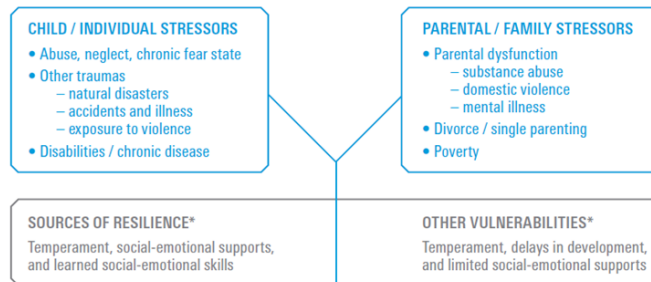 CHILD / INDIVIDUAL STRESSORS
• Abuse, neglect, chronic fear state
• Other traumas
– natural disasters
– accidents and illness
– exposure to violence
• Disabilities / chronic disease
PARENTAL / FAMILY STRESSORS
• Parental dysfunction
– substance abuse
– domestic violence
– mental illness
• Divorce / single parenting
• Poverty
SOURCES OF RESILIENCE*
Temperament, social-emotional supports,
and learned social-emotional skills
OTHER VULNERABILITIES*
Temperament, delays in development,
and limited social-emotional supports